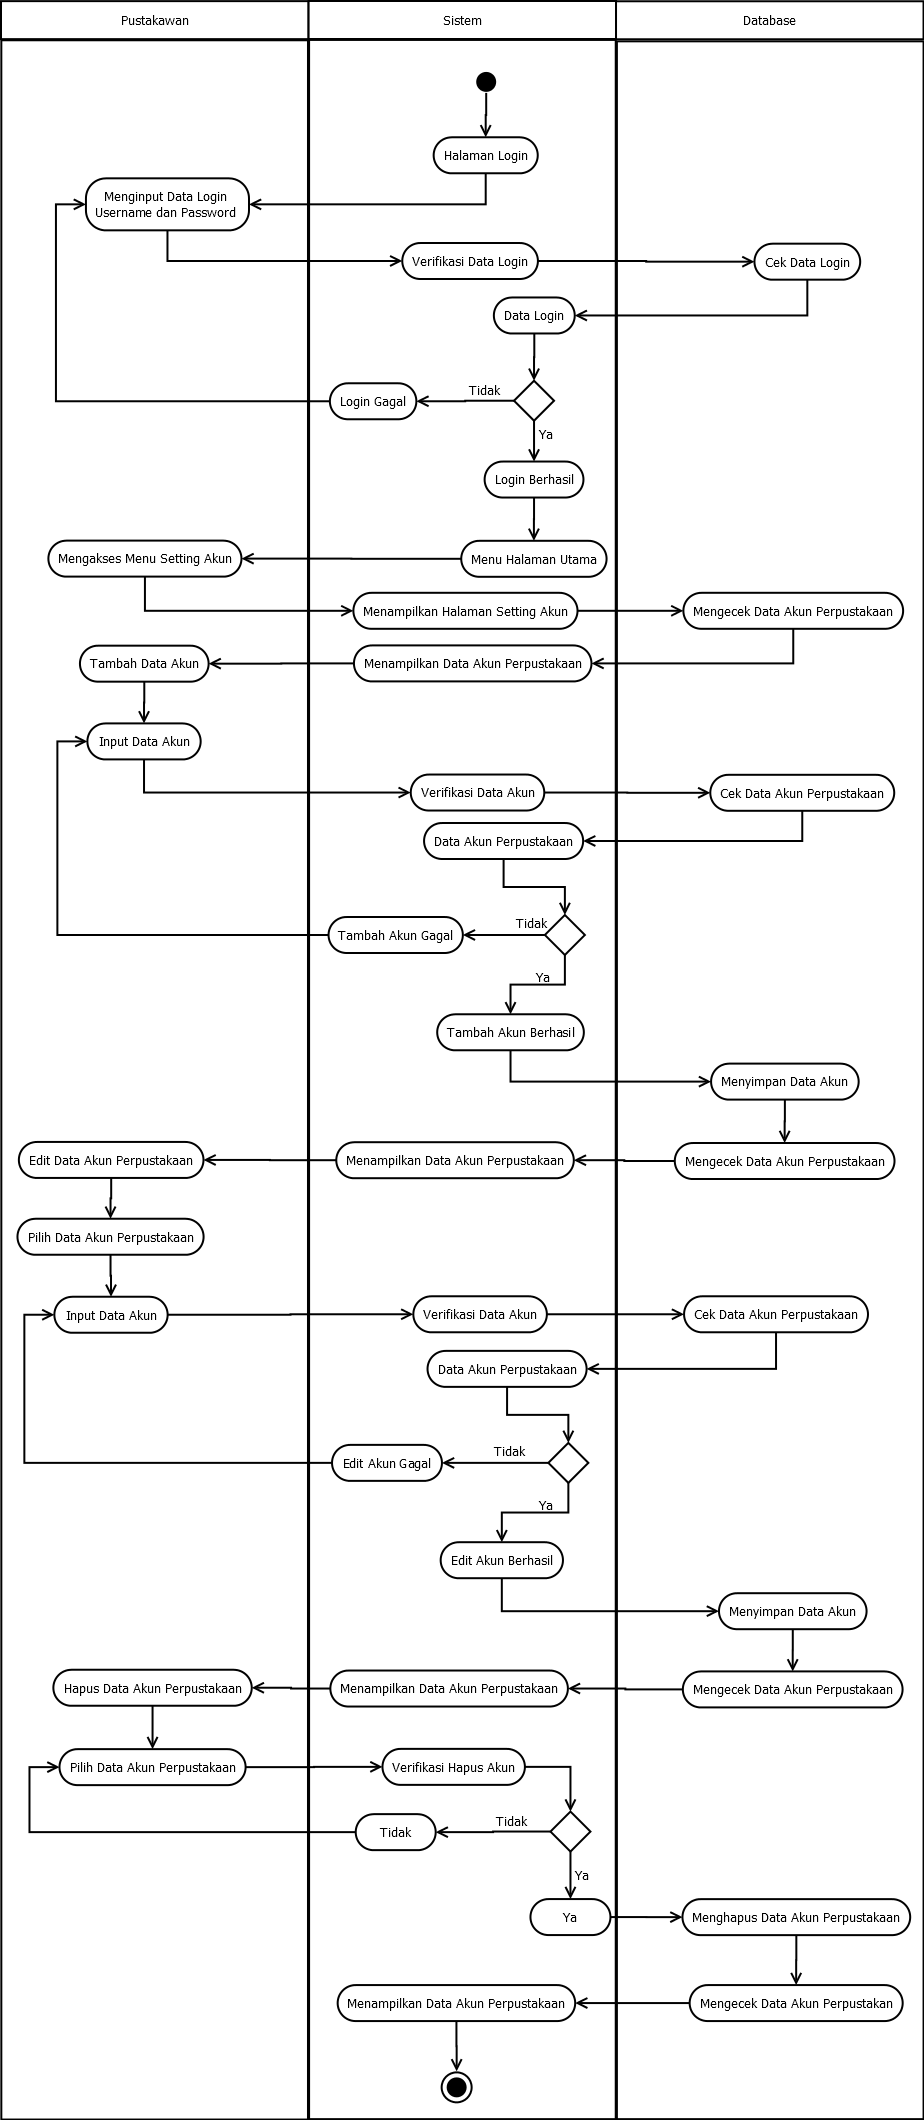 Pustakawan
Sistem
Database
Halaman Login
Menginput Data Login
Username dan Password
Verifikasi Data Login
Cek Data Login
Data Login
Tidak
Login Gagal
Ya
Login Berhasil
Menu Halaman Utama
Mengakses Menu Setting Akun
Menampilkan Halaman Setting Akun
Mengecek Data Akun Perpustakaan
Menampilkan Data Akun Perpustakaan
Tambah Data Akun
Input Data Akun
Verifikasi Data Akun
Cek Data Akun Perpustakaan
Data Akun Perpustakaan
Tidak
Tambah Akun Gagal
Ya
Tambah Akun Berhasil
Menyimpan Data Akun
Mengecek Data Akun Perpustakaan
Menampilkan Data Akun Perpustakaan
Edit Data Akun Perpustakaan
Pilih Data Akun Perpustakaan
Input Data Akun
Verifikasi Data Akun
Cek Data Akun Perpustakaan
Data Akun Perpustakaan
Tidak
Edit Akun Gagal
Ya
Edit Akun Berhasil
Menyimpan Data Akun
Mengecek Data Akun Perpustakaan
Menampilkan Data Akun Perpustakaan
Hapus Data Akun Perpustakaan
Pilih Data Akun Perpustakaan
Verifikasi Hapus Akun
Tidak
Tidak
Ya
Ya
Menghapus Data Akun Perpustakaan
Mengecek Data Akun Perpustakan
Menampilkan Data Akun Perpustakaan